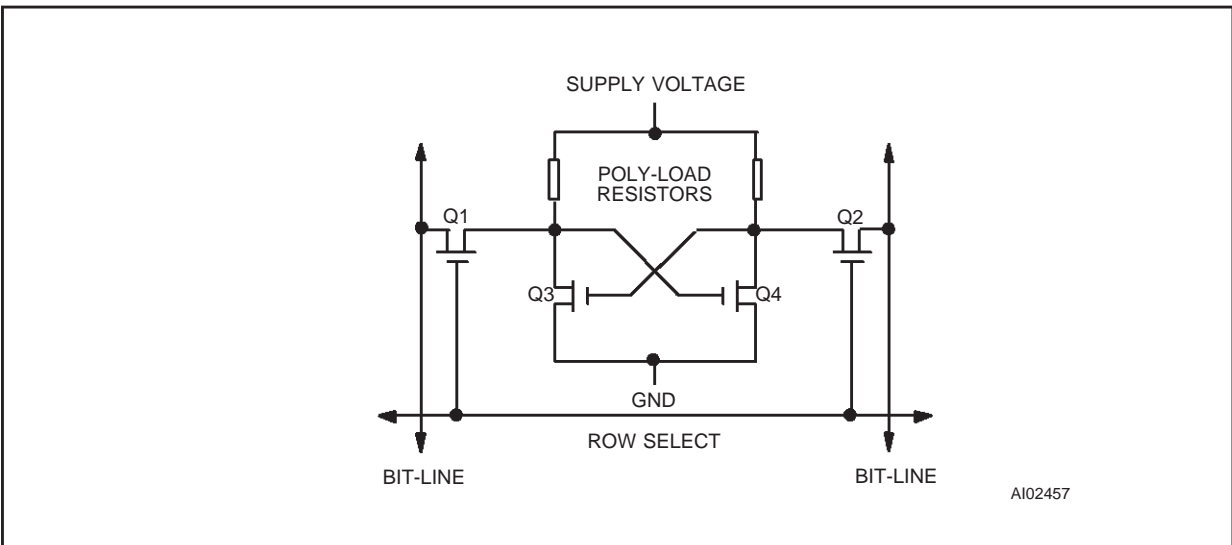 SUPPLY VOLTAGE
POLY-LOAD
RESISTORS
Q1
Q2
Q3
Q4
GND
ROW SELECT
BIT-LINE
BIT-LINE
AI02457